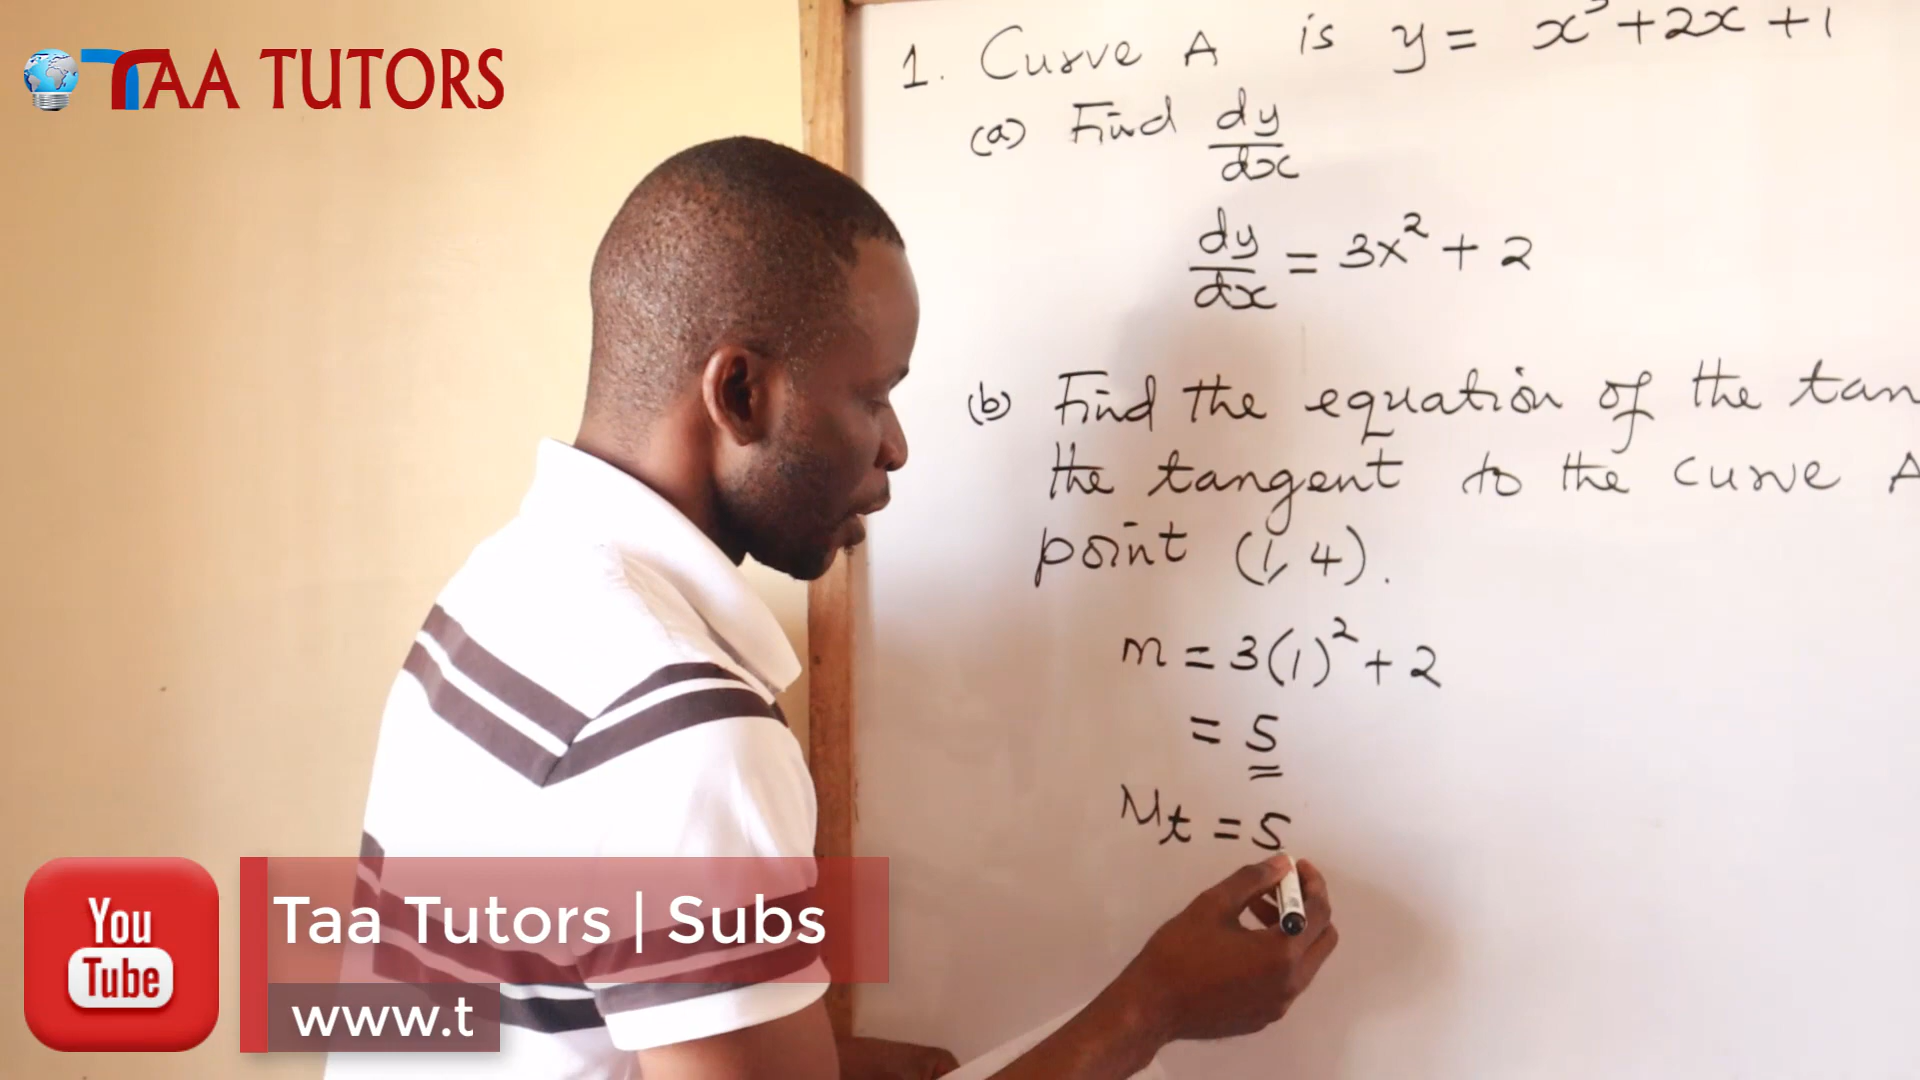 TAA TUTORS
1. Curve A is y = x³ + 2x + 1
(a) Find dy/dx
dy/dx = 3x² + 2
(b) Find the equation of the tan
the tangent to the curve A
point (1, 4).
m = 3(1)² + 2
= 5
Mt = 5
You
Tube
Taa Tutors | Subs
www.t